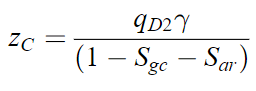 z_C = \frac{q_{D2}\gamma}{(1 - S_{gc} - S_{ar})}